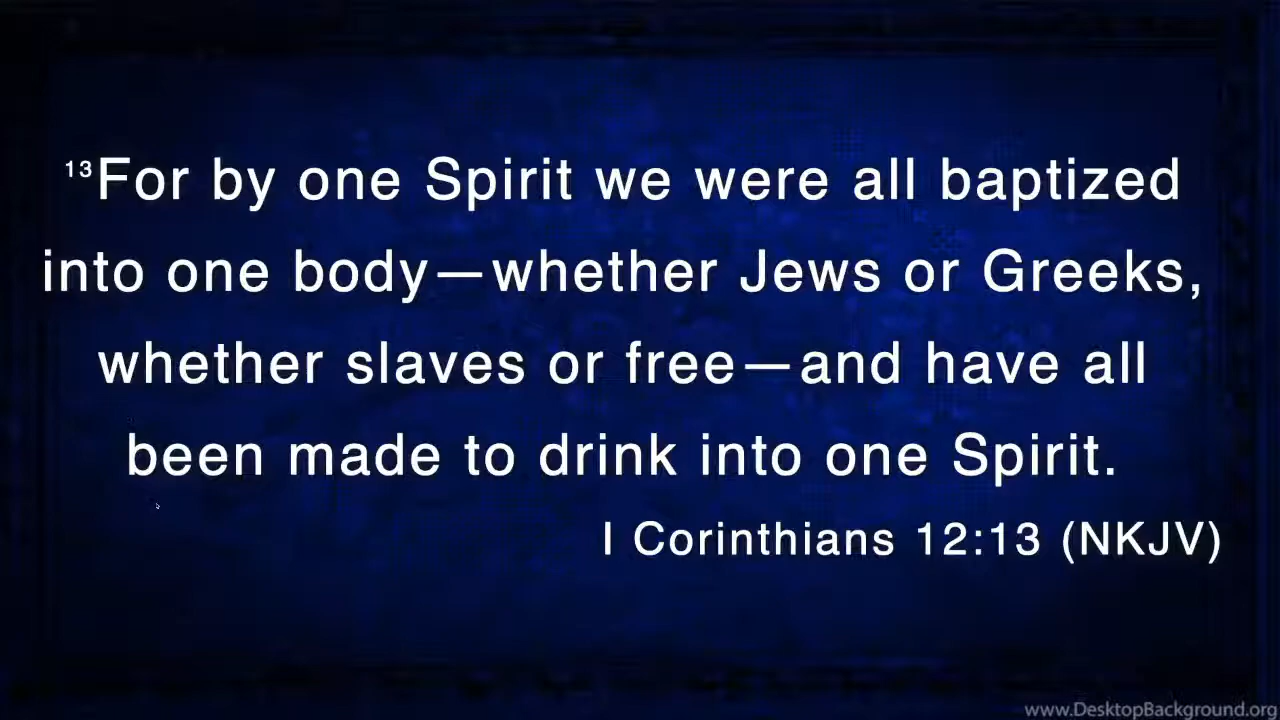 ¹³For by one Spirit we were all baptized
into one body—whether Jews or Greeks,
whether slaves or free—and have all
been made to drink into one Spirit.
I Corinthians 12:13 (NKJV)
www.DesktopBackground.org